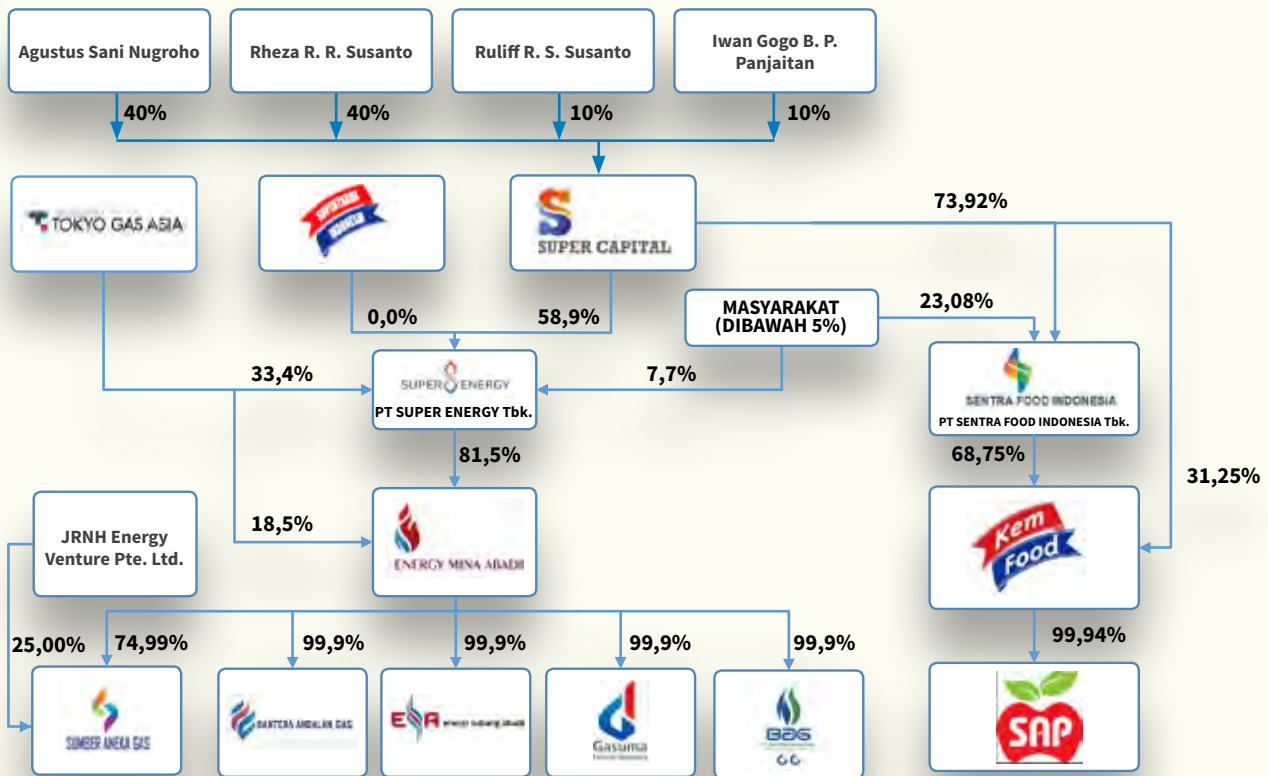 Agustus Sani Nugroho
Rheza R. R. Susanto
Ruliff R. S. Susanto
Iwan Gogo B. P.
Panjaitan
40%
40%
10%
10%
TOKYO GAS ASIA
SUPER CAPITAL
73,92%
0,0%
58,9%
MASYARAKAT
(DIBAWAH 5%)
23,08%
33,4%
SUPER ENERGY
PT SUPER ENERGY Tbk.
7,7%
SENTRA FOOD INDONESIA
PT SENTRA FOOD INDONESIA Tbk.
81,5%
68,75%
31,25%
JRNH Energy
Venture Pte. Ltd.
18,5%
ENERGY MINA ABADI
Kem
Food
25,00%
74,99%
99,9%
99,9%
99,9%
99,9%
99,94%
SUMBER ANEKA GAS
ANDALAN GAS
energi subang abadi
Gasuma
BAG
SAP